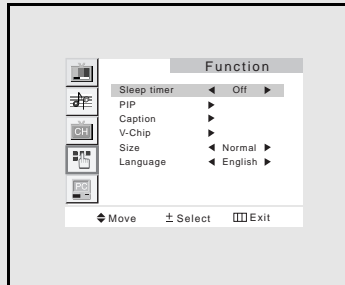 Function
Sleep timer ◀ Off ▶
PIP ▶
Caption ▶
V-Chip ▶
Size ◀ Normal ▶
Language ◀ English ▶
CH
PC
Move ± Select Exit